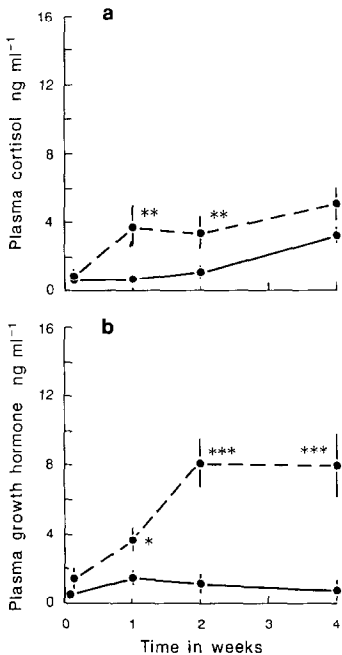 a
16
12
8
4
0
Plasma cortisol ng ml⁻¹
**
**
b
16
12
8
4
0
Plasma growth hormone ng ml⁻¹
*
***
***
0 1 2 3 4
Time in weeks